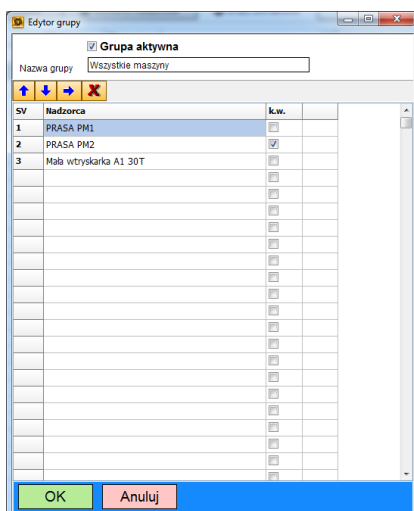 Edytor grupy
Grupa aktywna
Nazwa grupy Wszystkie maszyny
SV Nadzorca k.w.
1 PRASA PM1
2 PRASA PM2
3 Mała wtryskarka A1 30T
OK Anuluj